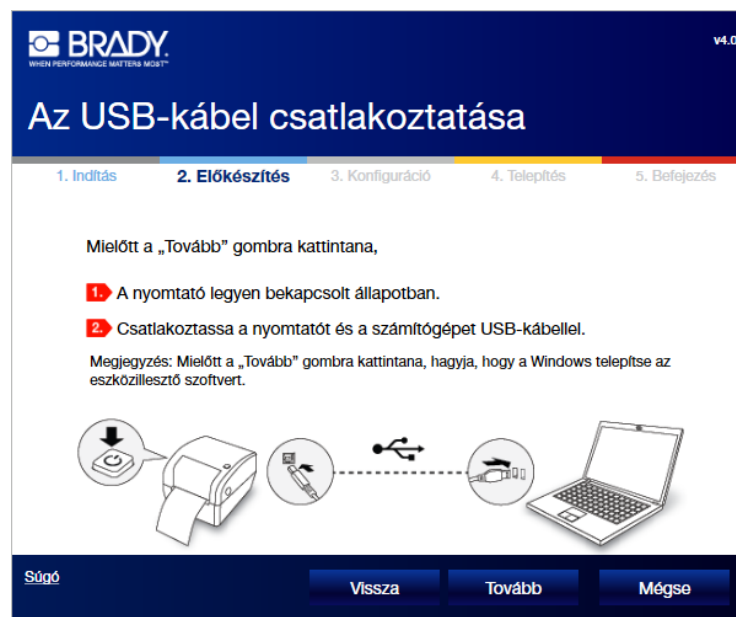 BRADY.
WHEN PERFORMANCE MATTERS MOST™
v4.0
Az USB-kábel csatlakoztatása
1. Indítás
2. Előkészítés
3. Konfiguráció
4. Telepítés
5. Befejezés
Mielőtt a „Tovább” gombra kattintana,
1. A nyomtató legyen bekapcsolt állapotban.
2. Csatlakoztassa a nyomtatót és a számítógépet USB-kábellel.
Megjegyzés: Mielőtt a „Tovább” gombra kattintana, hagyja, hogy a Windows telepítse az
eszközillesztő szoftvert.
Súgó
Vissza
Tovább
Mégse